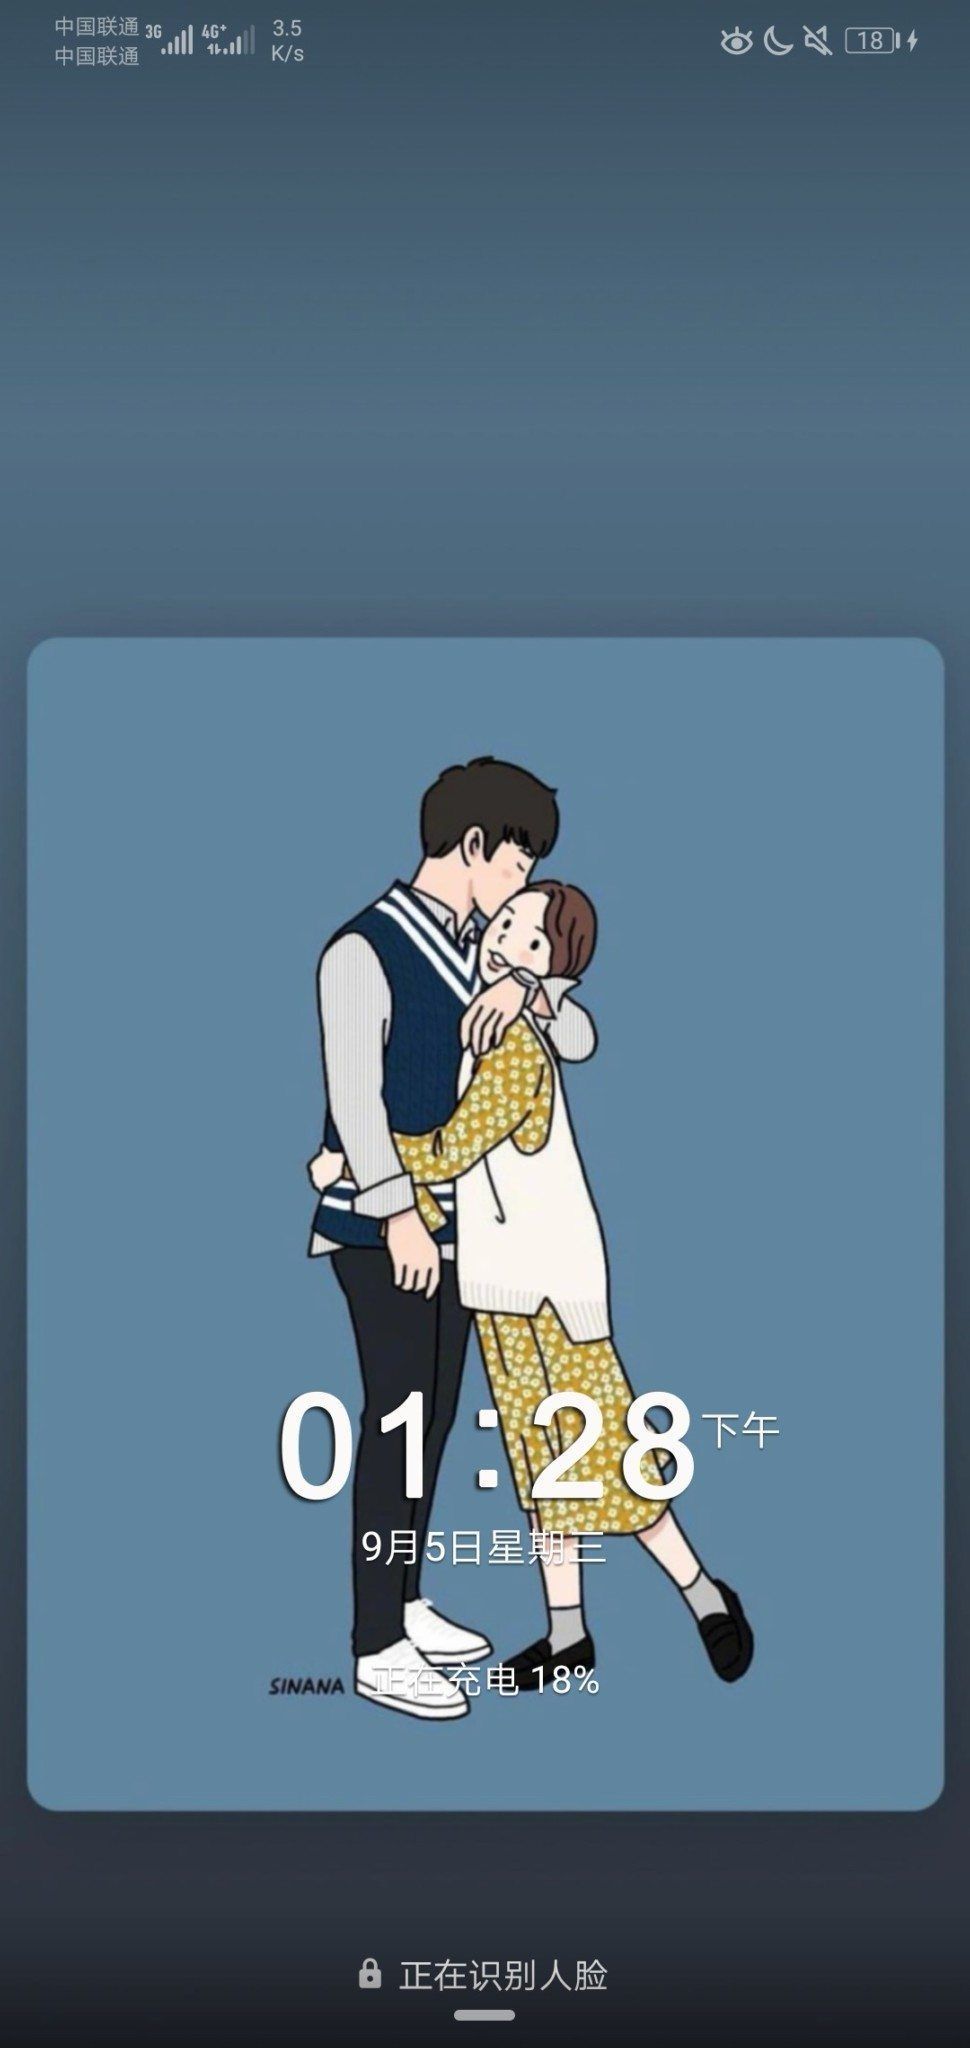 中国联通 3G 4G+ 3.5
中国联通 K/s 18
01:28 下午
9月5日星期三
SINANA 正在充电 18%
正在识别人脸